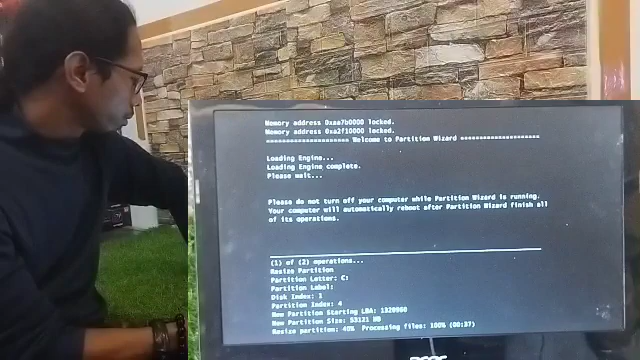 Memory address 0xaa7b0000 locked.
Memory address 0xa2f10000 locked.
==================== Welcome to Partition Wizard ====================
Loading Engine...
Loading Engine complete.
Please wait...
Please do not turn off your computer while Partition Wizard is running.
Your computer will automatically reboot after Partition Wizard finish all
of its operations.
(1) of (2) operations...
Resize Partition
Partition Letter: C:
Partition Label:
Disk Index: 1
Partition Index: 4
New Partition Starting LBA: 1320960
New Partition Size: 53121 MB
Resize partition: 40% Processing files: 100% (00:37)